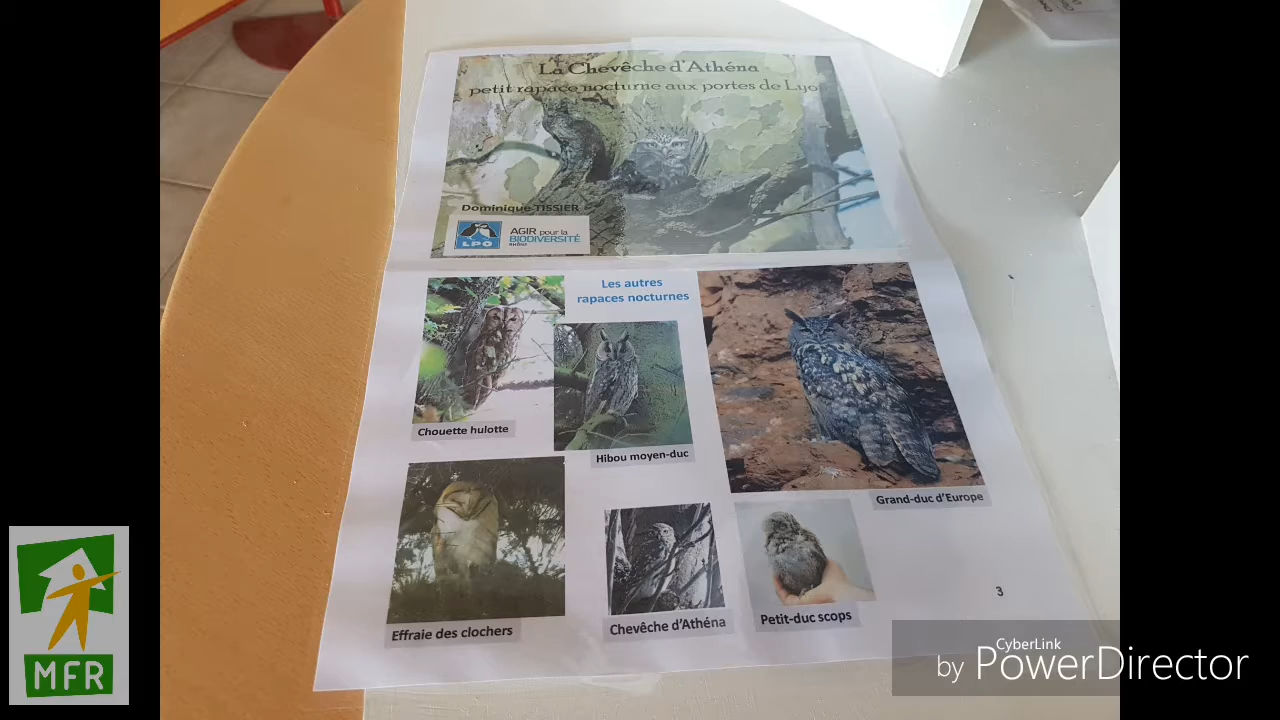 La Chevêche d'Athéna
petit rapace nocturne aux portes de Lyon
Dominique TISSIER
LPO
AGIR pour la
BIODIVERSITÉ
RHÔNE
Les autres
rapaces nocturnes
Chouette hulotte
Hibou moyen-duc
Grand-duc d'Europe
Effraie des clochers
Chevêche d'Athéna
Petit-duc scops
3
MFR
CyberLink
by PowerDirector